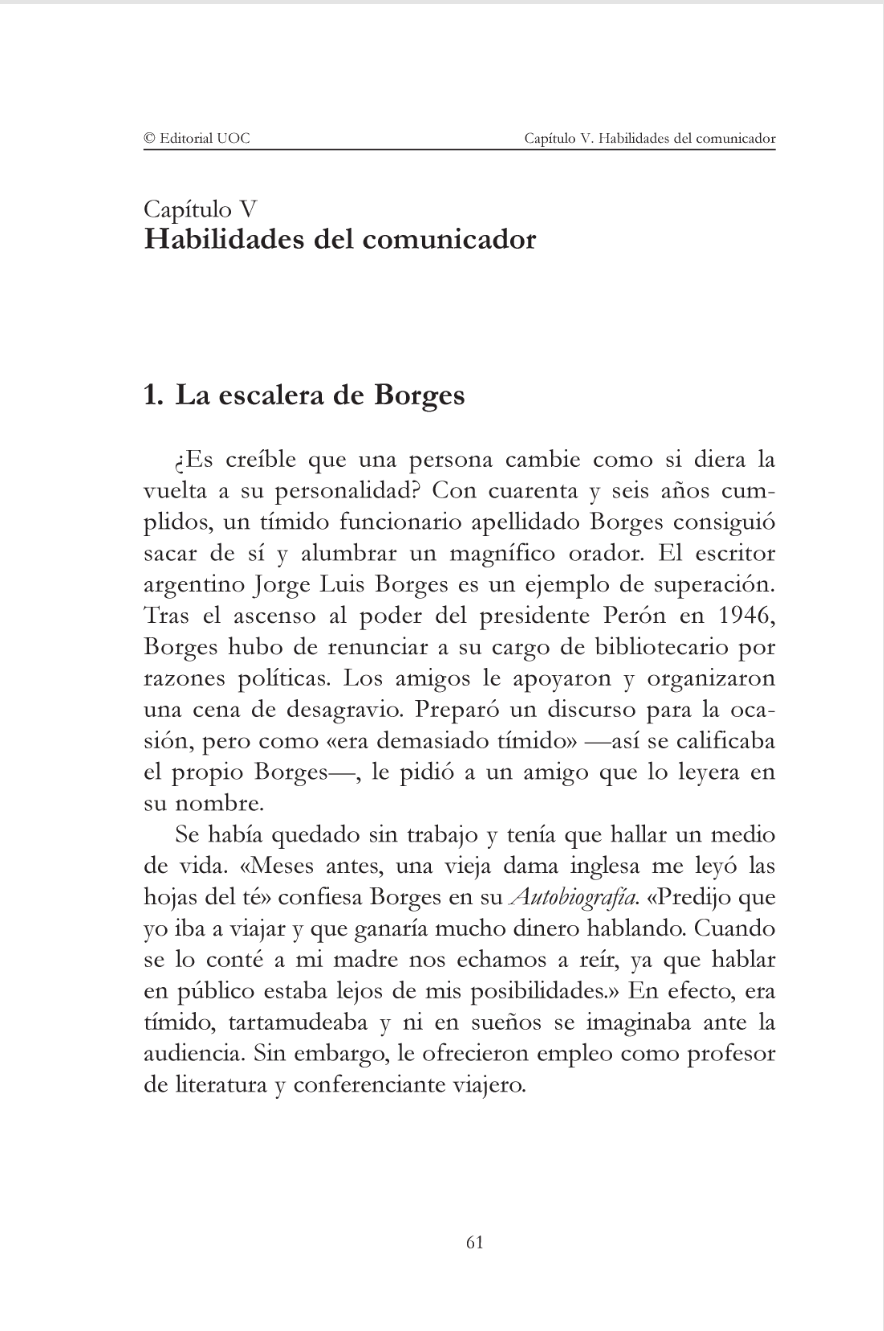 © Editorial UOC
Capítulo V. Habilidades del comunicador
Capítulo V
Habilidades del comunicador
1. La escalera de Borges
¿Es creíble que una persona cambie como si diera la
vuelta a su personalidad? Con cuarenta y seis años cum-
plidos, un tímido funcionario apellidado Borges consiguió
sacar de sí y alumbrar un magnífico orador. El escritor
argentino Jorge Luis Borges es un ejemplo de superación.
Tras el ascenso al poder del presidente Perón en 1946,
Borges hubo de renunciar a su cargo de bibliotecario por
razones políticas. Los amigos le apoyaron y organizaron
una cena de desagravio. Preparó un discurso para la oca-
sión, pero como «era demasiado tímido» —así se calificaba
el propio Borges—, le pidió a un amigo que lo leyera en
su nombre.
Se había quedado sin trabajo y tenía que hallar un medio
de vida. «Meses antes, una vieja dama inglesa me leyó las
hojas del té» confiesa Borges en su Autobiografía. «Predijo que
yo iba a viajar y que ganaría mucho dinero hablando. Cuando
se lo conté a mi madre nos echamos a reír, ya que hablar
en público estaba lejos de mis posibilidades.» En efecto, era
tímido, tartamudeaba y ni en sueños se imaginaba ante la
audiencia. Sin embargo, le ofrecieron empleo como profesor
de literatura y conferenciante viajero.
61